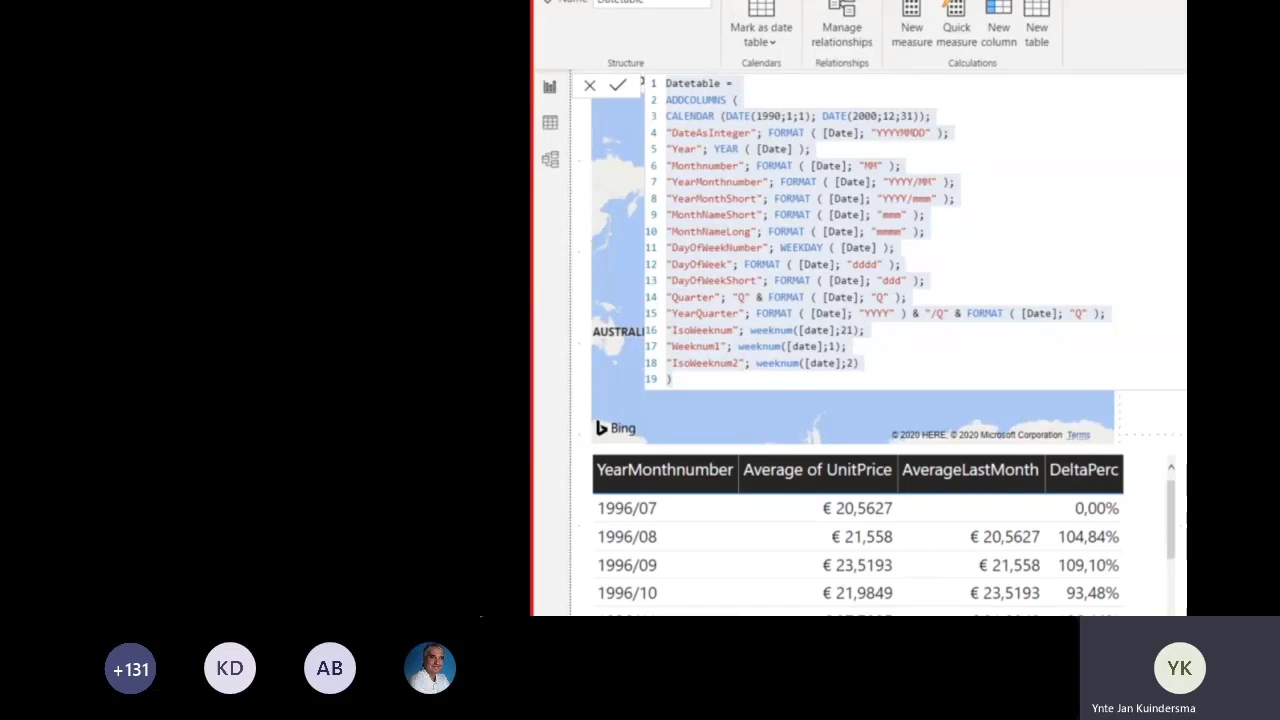 Name
Datetable
Mark as date
table
Manage
relationships
New
measure
Quick
measure
New
column
New
table
Structure
Calendars
Relationships
Calculations
1 Datetable =
2 ADDCOLUMNS (
3 CALENDAR (DATE(1990;1;1); DATE(2000;12;31));
4 "DateAsInteger"; FORMAT ( [Date]; "YYYYMMDD" );
5 "Year"; YEAR ( [Date] );
6 "Monthnumber"; FORMAT ( [Date]; "MM" );
7 "YearMonthnumber"; FORMAT ( [Date]; "YYYY/MM" );
8 "YearMonthShort"; FORMAT ( [Date]; "YYYY/mmm" );
9 "MonthNameShort"; FORMAT ( [Date]; "mmm" );
10 "MonthNameLong"; FORMAT ( [Date]; "mmmm" );
11 "DayOfWeekNumber"; WEEKDAY ( [Date] );
12 "DayOfWeek"; FORMAT ( [Date]; "dddd" );
13 "DayOfWeekShort"; FORMAT ( [Date]; "ddd" );
14 "Quarter"; "Q" & FORMAT ( [Date]; "Q" );
15 "YearQuarter"; FORMAT ( [Date]; "YYYY" ) & "/Q" & FORMAT ( [Date]; "Q" );
16 "IsoWeeknum"; weeknum([date];21);
17 "Weeknum1"; weeknum([date];1);
18 "IsoWeeknum2"; weeknum([date];2)
19 )
AUSTRALI
Bing
© 2020 HERE, © 2020 Microsoft Corporation Terms
YearMonthnumber Average of UnitPrice AverageLastMonth DeltaPerc
1996/07 € 20,5627 0,00%
1996/08 € 21,558 € 20,5627 104,84%
1996/09 € 23,5193 € 21,558 109,10%
1996/10 € 21,9849 € 23,5193 93,48%
+131
KD
AB
YK
Ynte Jan Kuindersma